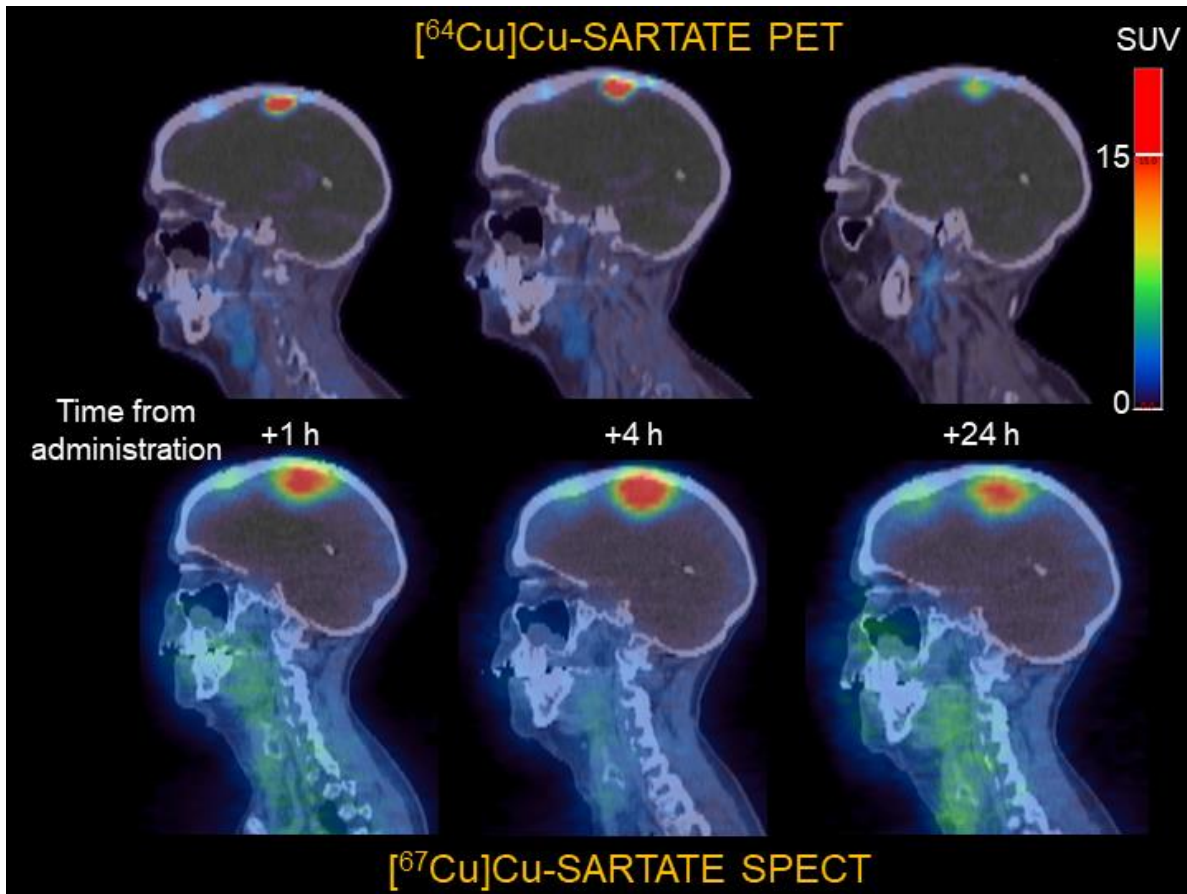 [⁶⁴Cu]Cu-SARTATE PET
SUV
15
0
Time from
administration
+1 h
+4 h
+24 h
[⁶⁷Cu]Cu-SARTATE SPECT